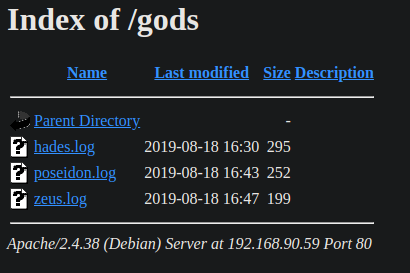 Index of /gods
Name Last modified Size Description
Parent Directory -
hades.log 2019-08-18 16:30 295
poseidon.log 2019-08-18 16:43 252
zeus.log 2019-08-18 16:47 199
Apache/2.4.38 (Debian) Server at 192.168.90.59 Port 80